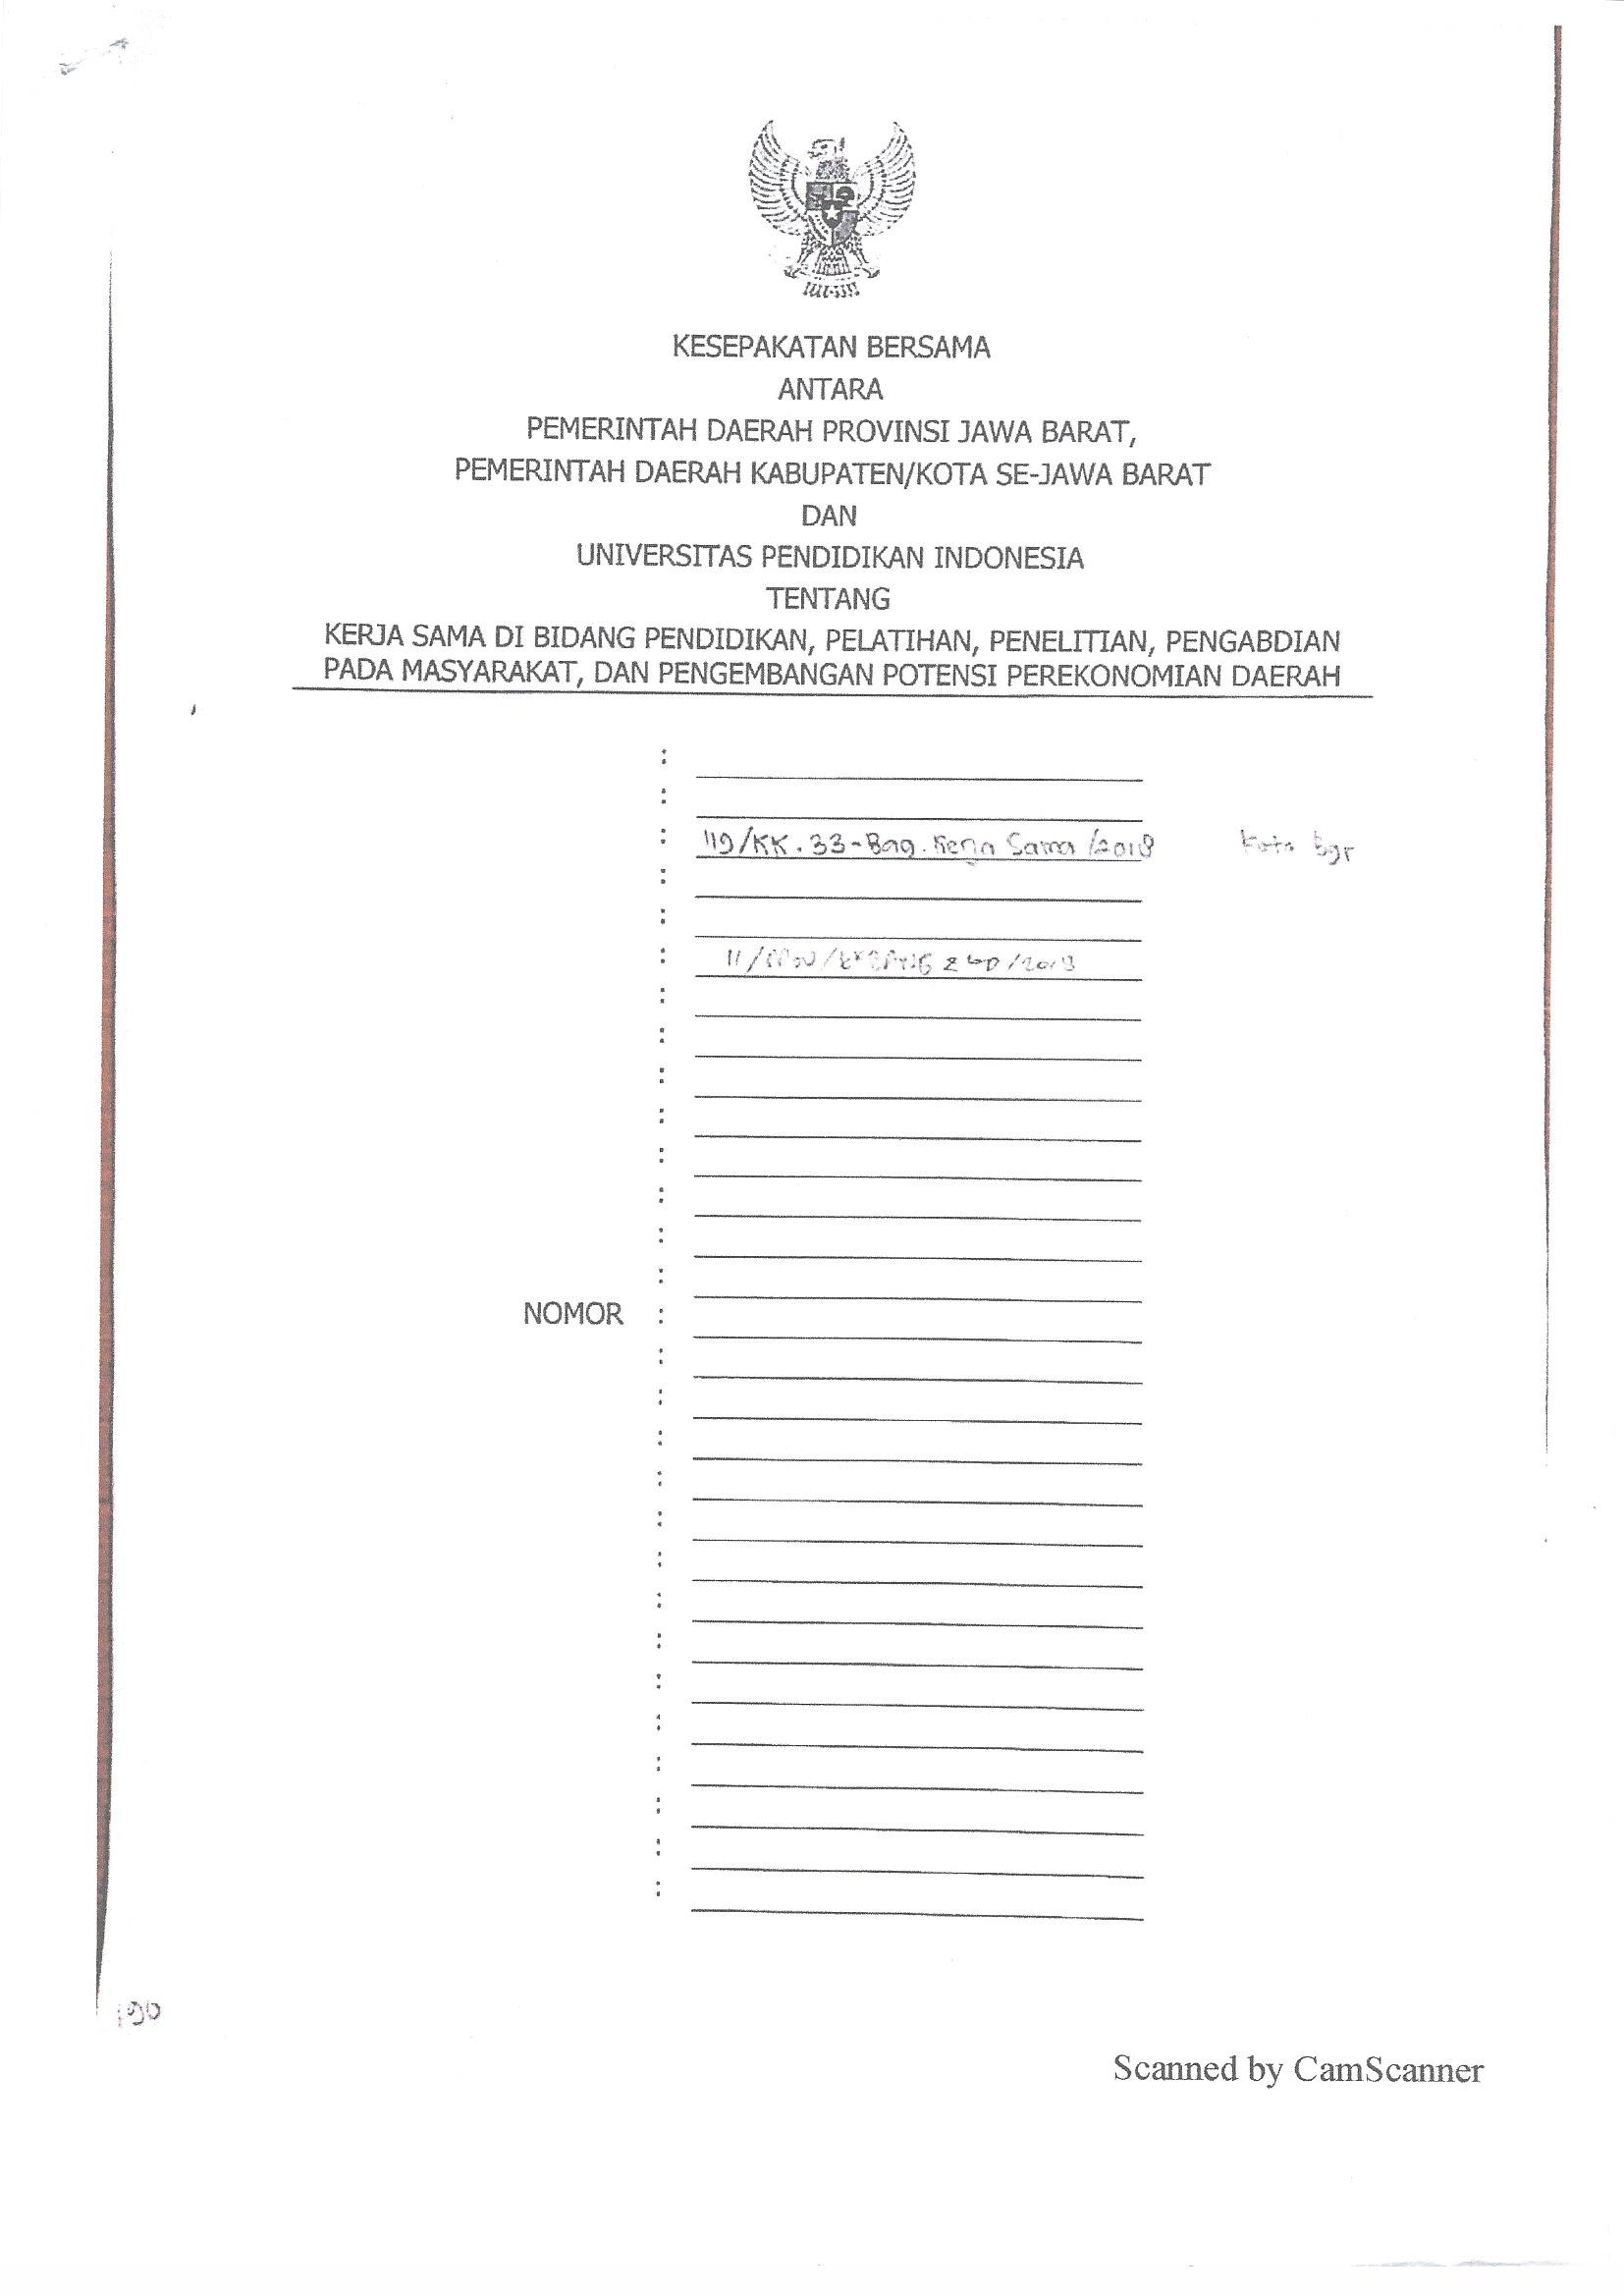 KESEPAKATAN BERSAMA
ANTARA
PEMERINTAH DAERAH PROVINSI JAWA BARAT,
PEMERINTAH DAERAH KABUPATEN/KOTA SE-JAWA BARAT
DAN
UNIVERSITAS PENDIDIKAN INDONESIA
TENTANG
KERJA SAMA DI BIDANG PENDIDIKAN, PELATIHAN, PENELITIAN, PENGABDIAN
PADA MASYARAKAT, DAN PENGEMBANGAN POTENSI PEREKONOMIAN DAERAH
:
:
: 119/KK.33-Bag.Kerja Sama/2018 Kota Bgr
:
:
: 11/
:
:
:
:
:
:
:
:
NOMOR :
:
:
:
:
:
:
:
:
:
:
:
:
:
:
190
Scanned by CamScanner